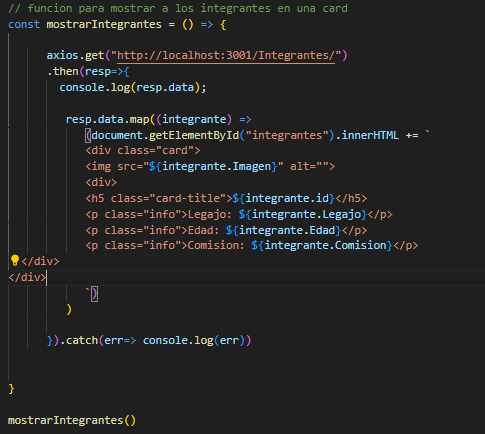 // funcion para mostrar a los integrantes en una card
const mostrarIntegrantes = () => {
axios.get("http://localhost:3001/Integrantes/")
.then(resp=>{
console.log(resp.data);
resp.data.map((integrante) =>
(document.getElementById("integrantes").innerHTML += `
<div class="card">
<img src="${integrante.Imagen}" alt="">
<div>
<h5 class="card-title">${integrante.id}</h5>
<p class="info">Legajo: ${integrante.Legajo}</p>
<p class="info">Edad: ${integrante.Edad}</p>
<p class="info">Comision: ${integrante.Comision}</p>
</div>
</div>
`)
)
}).catch(err=> console.log(err))
}
mostrarIntegrantes()